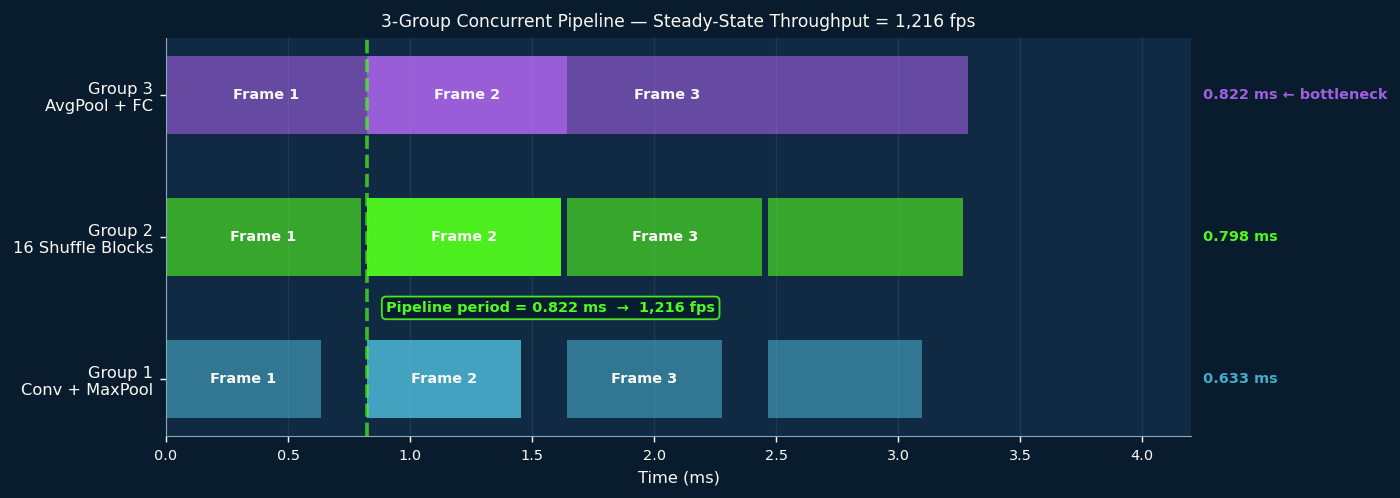 3-Group Concurrent Pipeline — Steady-State Throughput = 1,216 fps
Group 3
AvgPool + FC
Frame 1
Frame 2
Frame 3
0.822 ms ← bottleneck
Group 2
16 Shuffle Blocks
Frame 1
Frame 2
Frame 3
0.798 ms
Pipeline period = 0.822 ms → 1,216 fps
Group 1
Conv + MaxPool
Frame 1
Frame 2
Frame 3
0.633 ms
0.0
0.5
1.0
1.5
2.0
2.5
3.0
3.5
4.0
Time (ms)